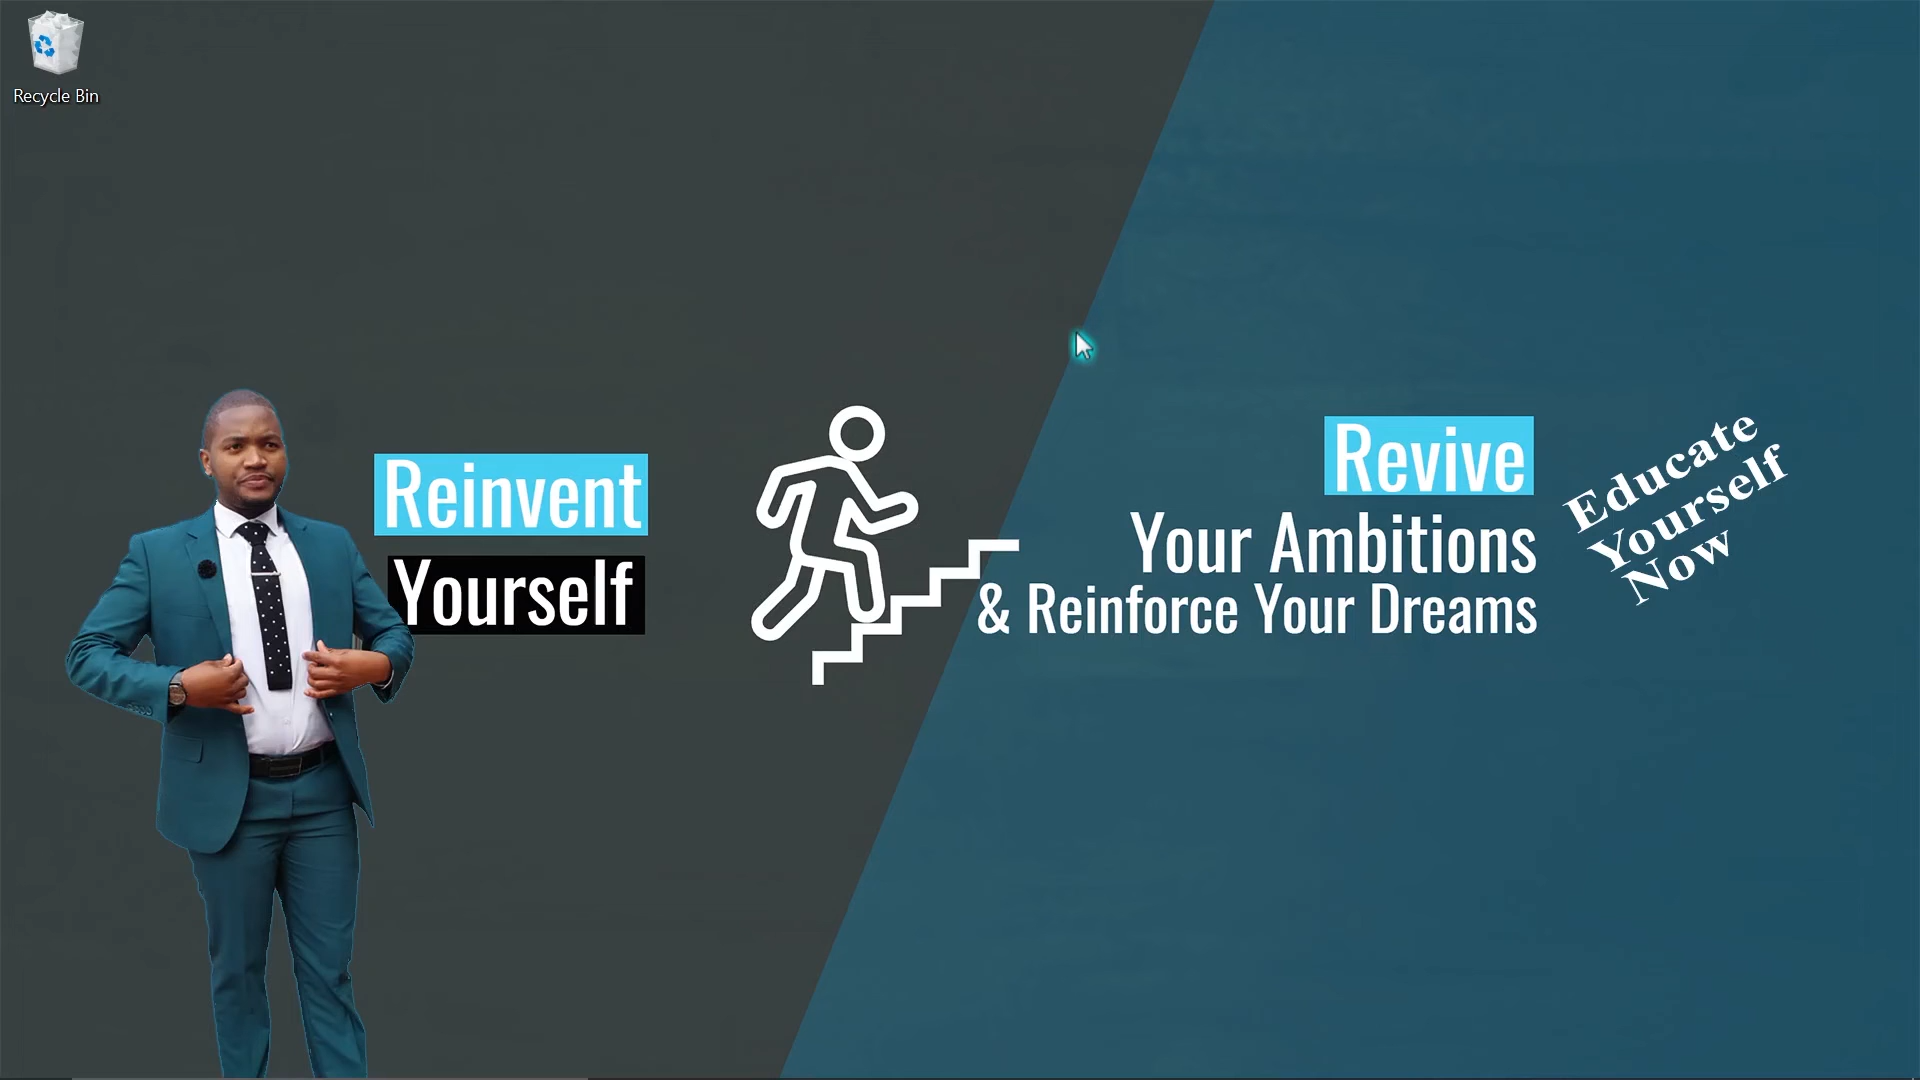 Recycle Bin
Reinvent
Yourself
Revive
Your Ambitions
& Reinforce Your Dreams
Educate
Yourself
Now